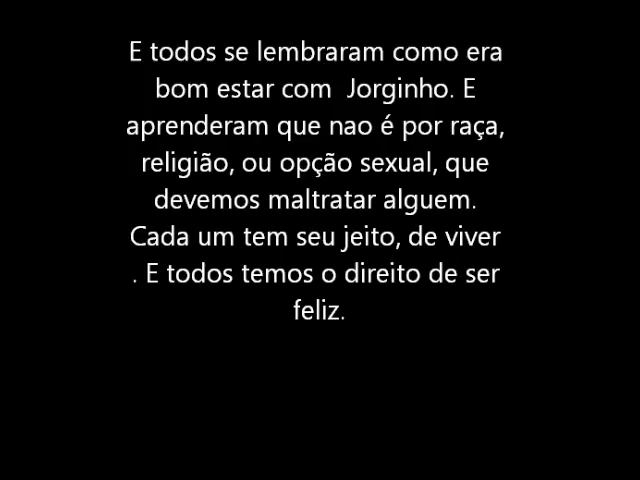 E todos se lembraram como era
bom estar com  Jorginho. E
aprenderam que nao é por raça,
religião, ou opção sexual, que
devemos maltratar alguem.
Cada um tem seu jeito, de viver
. E todos temos o direito de ser
feliz.